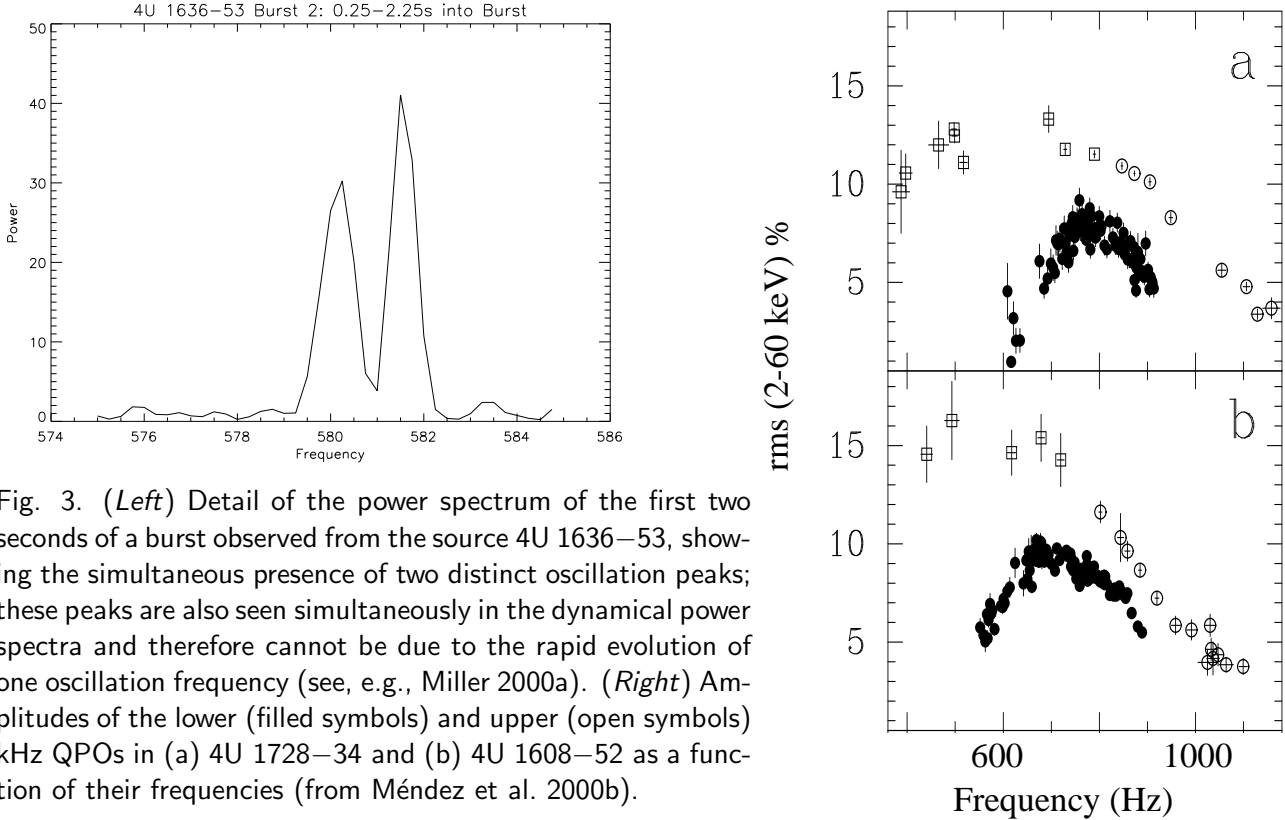 4U 1636-53 Burst 2: 0.25-2.25s into Burst
50
40
30
20
10
0
Power
574
576
578
580
582
584
586
Frequency
Fig. 3. (Left) Detail of the power spectrum of the first two
seconds of a burst observed from the source 4U 1636−53, show-
ing the simultaneous presence of two distinct oscillation peaks;
these peaks are also seen simultaneously in the dynamical power
spectra and therefore cannot be due to the rapid evolution of
one oscillation frequency (see, e.g., Miller 2000a). (Right) Am-
plitudes of the lower (filled symbols) and upper (open symbols)
kHz QPOs in (a) 4U 1728−34 and (b) 4U 1608−52 as a func-
tion of their frequencies (from Méndez et al. 2000b).
a
15
10
5
b
15
10
5
rms (2-60 keV) %
600
1000
Frequency (Hz)